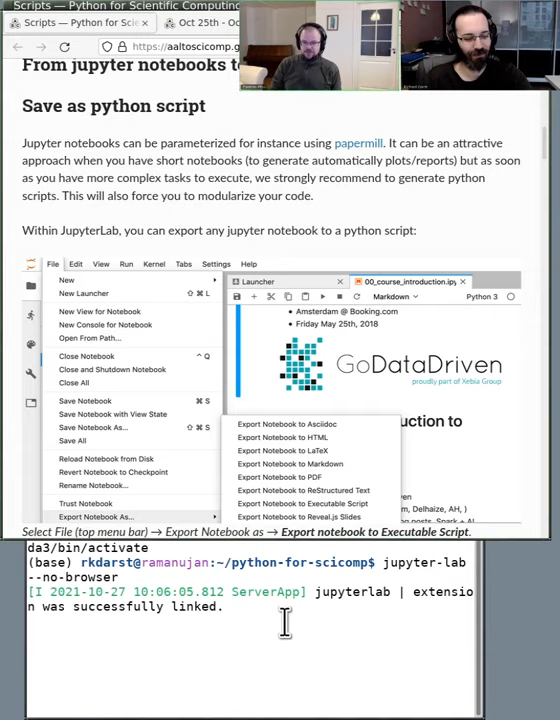 Scripts — Python for Scientific Compu
Oct 25th - Oc
https://aaltoscicomp.g
From jupyter notebooks to
Save as python script
Jupyter notebooks can be parameterized for instance using papermill. It can be an attractive
approach when you have short notebooks (to generate automatically plots/reports) but as soon
as you have more complex tasks to execute, we strongly recommend to generate python
scripts. This will also force you to modularize your code.
Within JupyterLab, you can export any jupyter notebook to a python script:
File Edit View Run Kernel Tabs Settings Help
New
New Launcher ⇧ ⌘ L
New View for Notebook
New Console for Notebook
Open From Path...
Close Notebook ^ Q
Close and Shutdown Notebook
Close All
Save Notebook ⌘ S
Save Notebook with View State
Save Notebook As... ⇧ ⌘ S
Save All
Reload Notebook from Disk
Revert Notebook to Checkpoint
Rename Notebook...
Trust Notebook
Export Notebook As...
Launcher
00_course_introduction.ipy
Markdown
Python 3
Amsterdam @ Booking.com
Friday May 25th, 2018
GoDataDriven
proudly part of Xebia Group
uction to
Export Notebook to Asciidoc
Export Notebook to HTML
Export Notebook to LaTeX
Export Notebook to Markdown
Export Notebook to PDF
Export Notebook to ReStructured Text
Export Notebook to Executable Script
Export Notebook to Reveal.js Slides
, Delhaize, AH, )
Select File (top menu bar) → Export Notebook as → Export notebook to Executable Script.
da3/bin/activate
(base) rkdarst@ramanujan:~/python-for-scicomp$ jupyter-lab
--no-browser
[I 2021-10-27 10:06:05.812 ServerApp] jupyterlab | extensio
n was successfully linked.